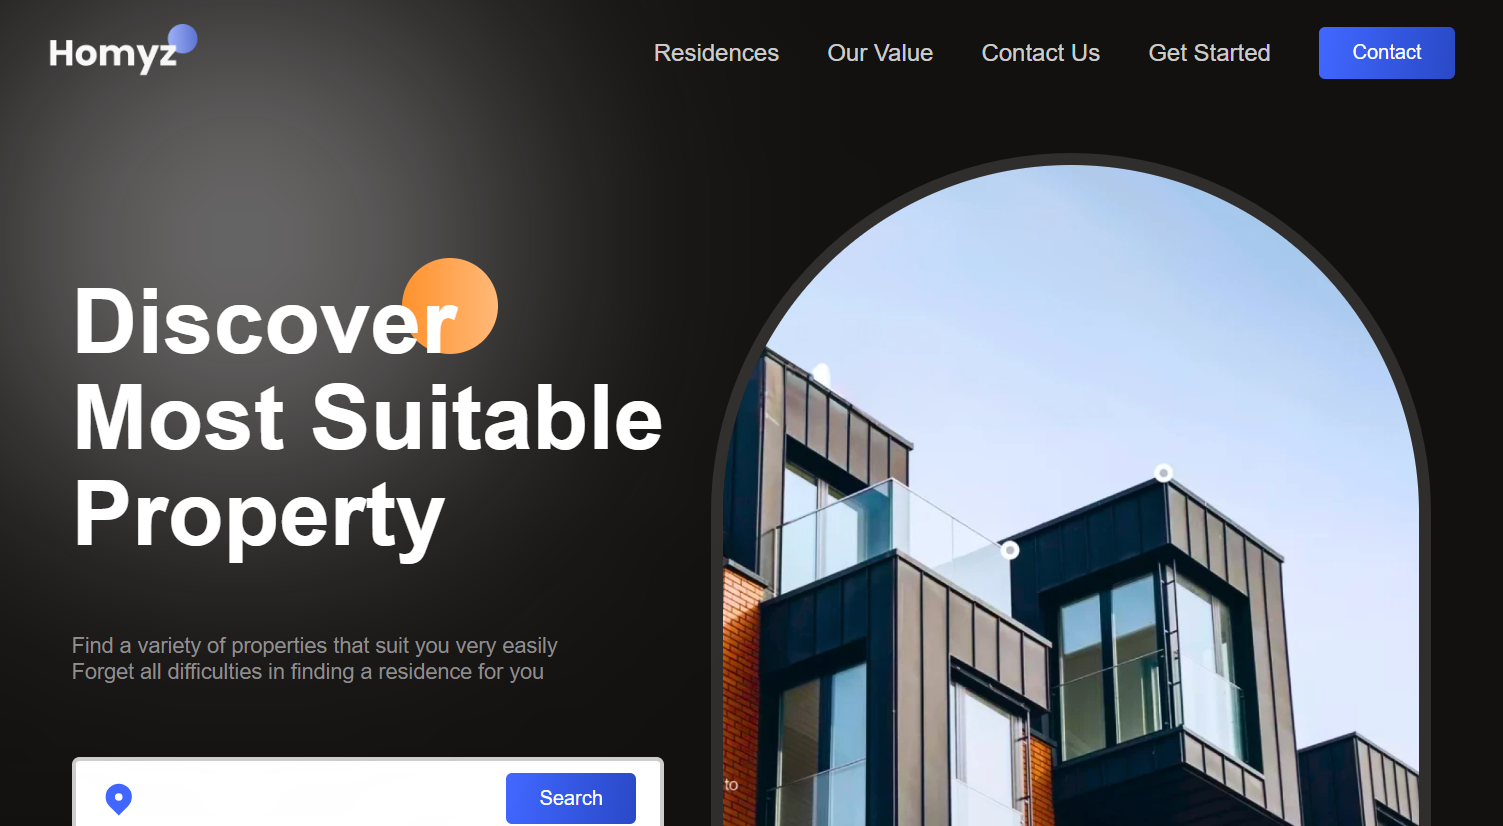 Homyz
Residences
Our Value
Contact Us
Get Started
Contact
Discover
Most Suitable
Property
Find a variety of properties that suit you very easily
Forget all difficulties in finding a residence for you
to
Search